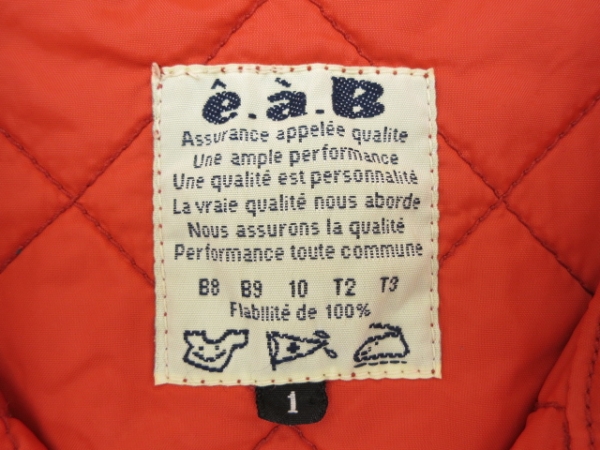 ê.à.B
Assurance appelée qualite
Une ample performance
Une qualité est personnalité
La vraie qualité nous aborde
Nous assurons la qualité
Performance toute commune
B8 B9 10 T2 T3
Flabilité de 100%
1